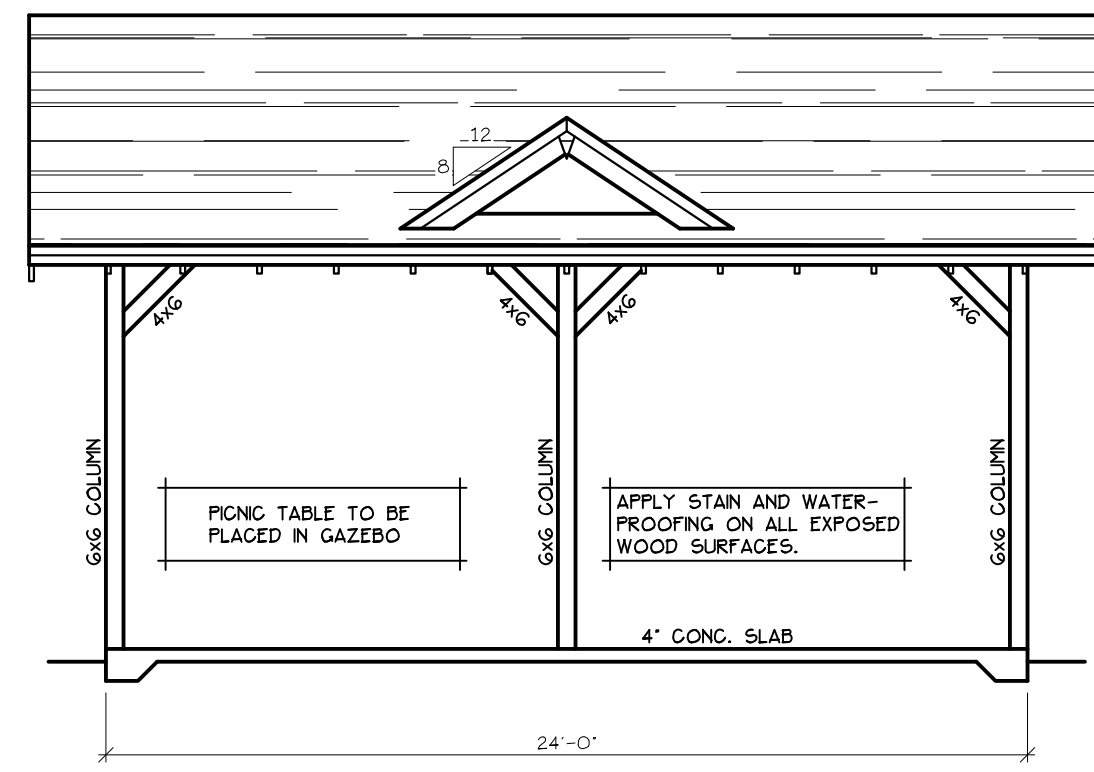 12
8
4x6
4x6
4x6
4x6
6x6 COLUMN
6x6 COLUMN
6x6 COLUMN
PICNIC TABLE TO BE
PLACED IN GAZEBO
APPLY STAIN AND WATER-
PROOFING ON ALL EXPOSED
WOOD SURFACES.
4" CONC. SLAB
24'-0"